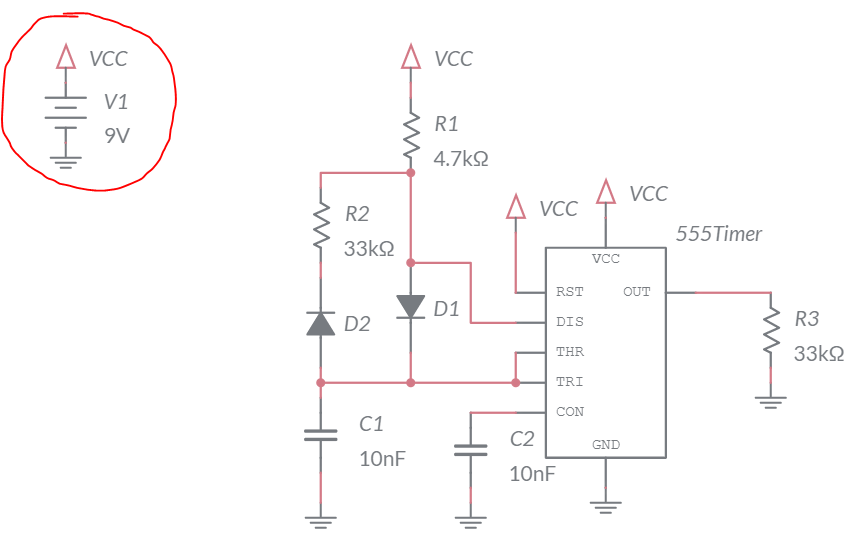 VCC
V1
9V
VCC
R1
4.7kΩ
R2
33kΩ
D2
D1
VCC
VCC
555Timer
VCC
RST
OUT
DIS
THR
TRI
CON
GND
R3
33kΩ
C1
10nF
C2
10nF